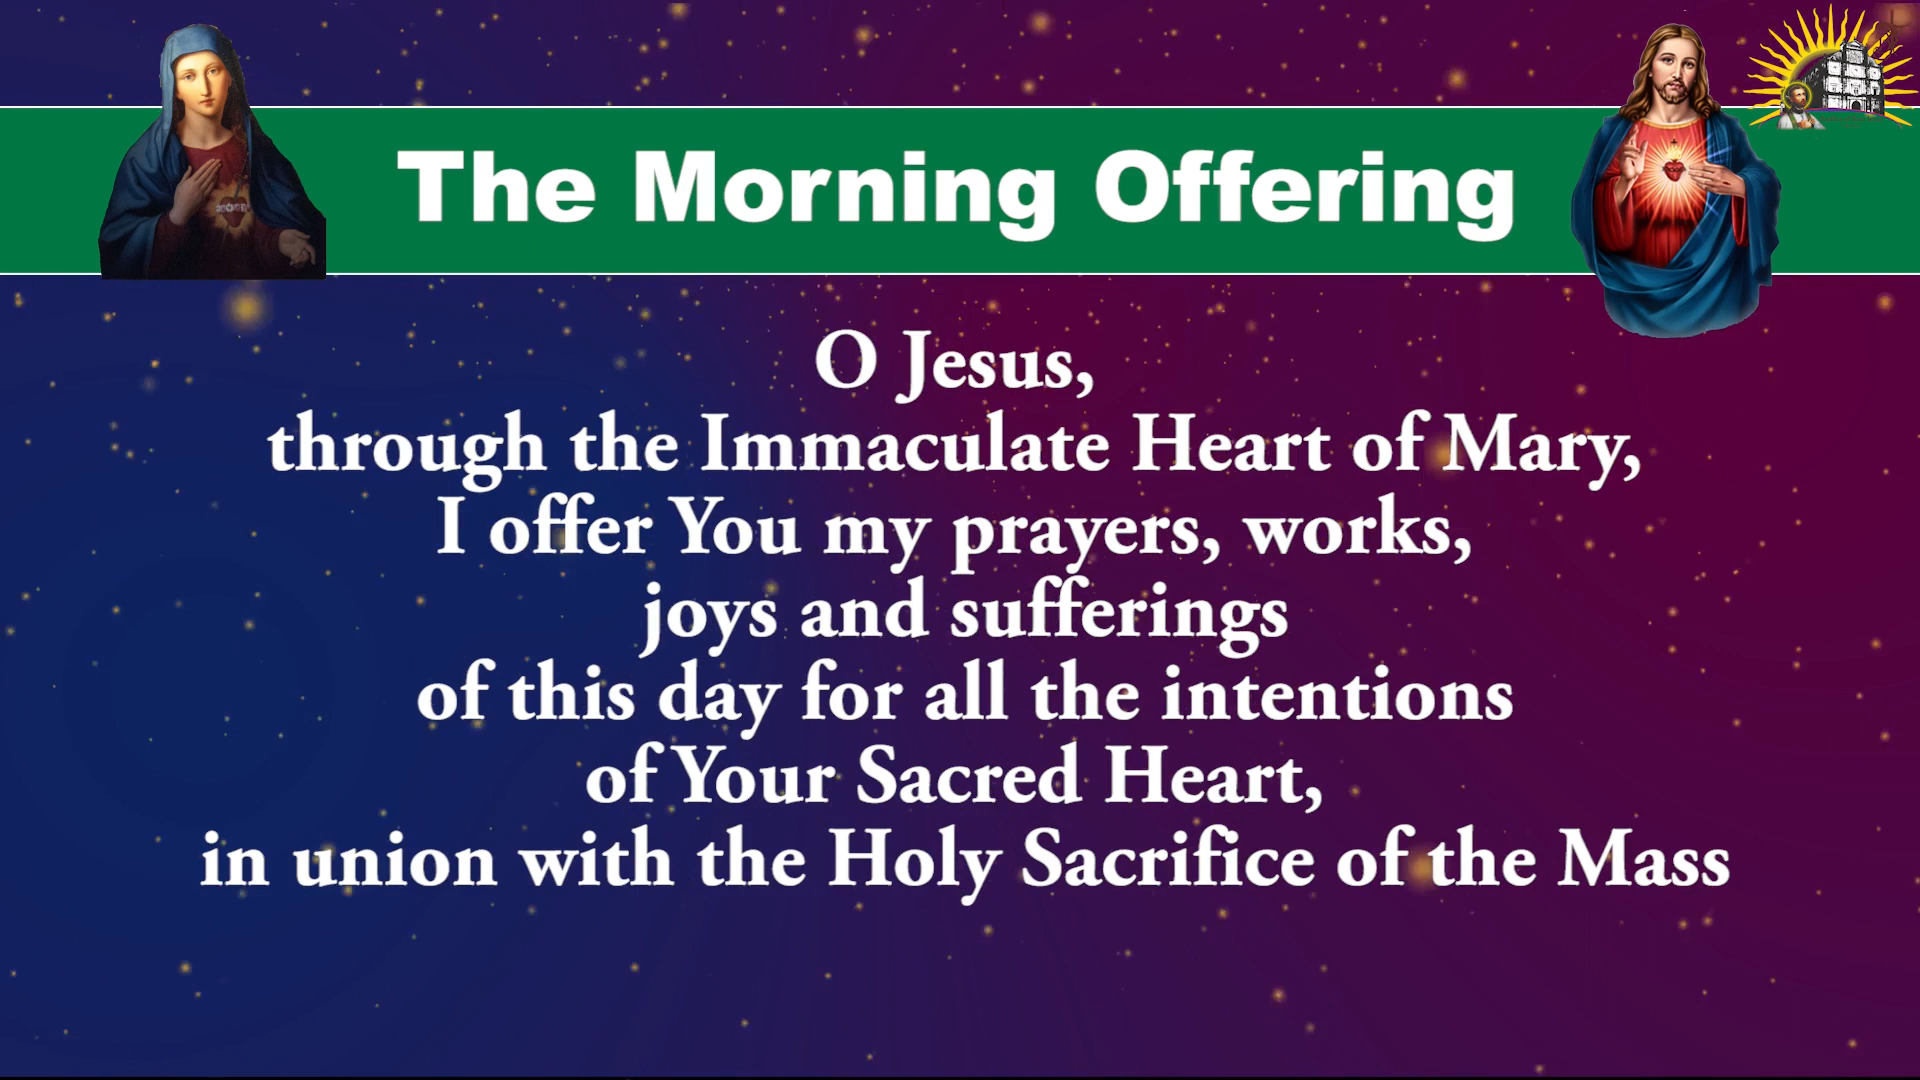 The Morning Offering
O Jesus,
through the Immaculate Heart of Mary,
I offer You my prayers, works,
joys and sufferings
of this day for all the intentions
of Your Sacred Heart,
in union with the Holy Sacrifice of the Mass